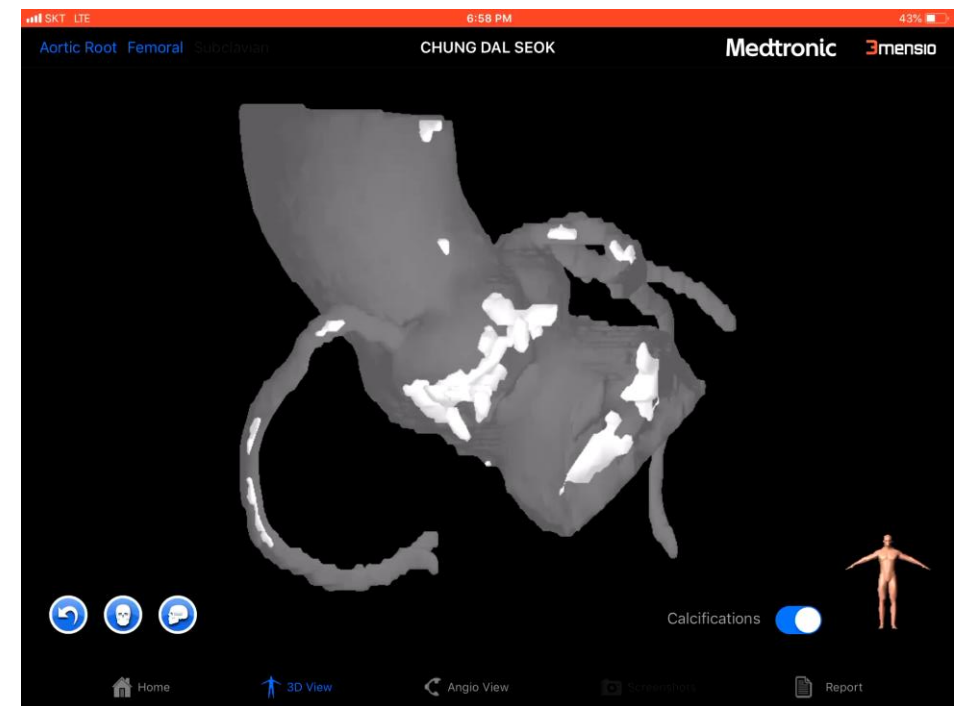 SKT LTE 6:58 PM 43%
Aortic Root Femoral Subclavian CHUNG DAL SEOK Medtronic 3mensio
Calcifications
Home 3D View Angio View Screenshots Report